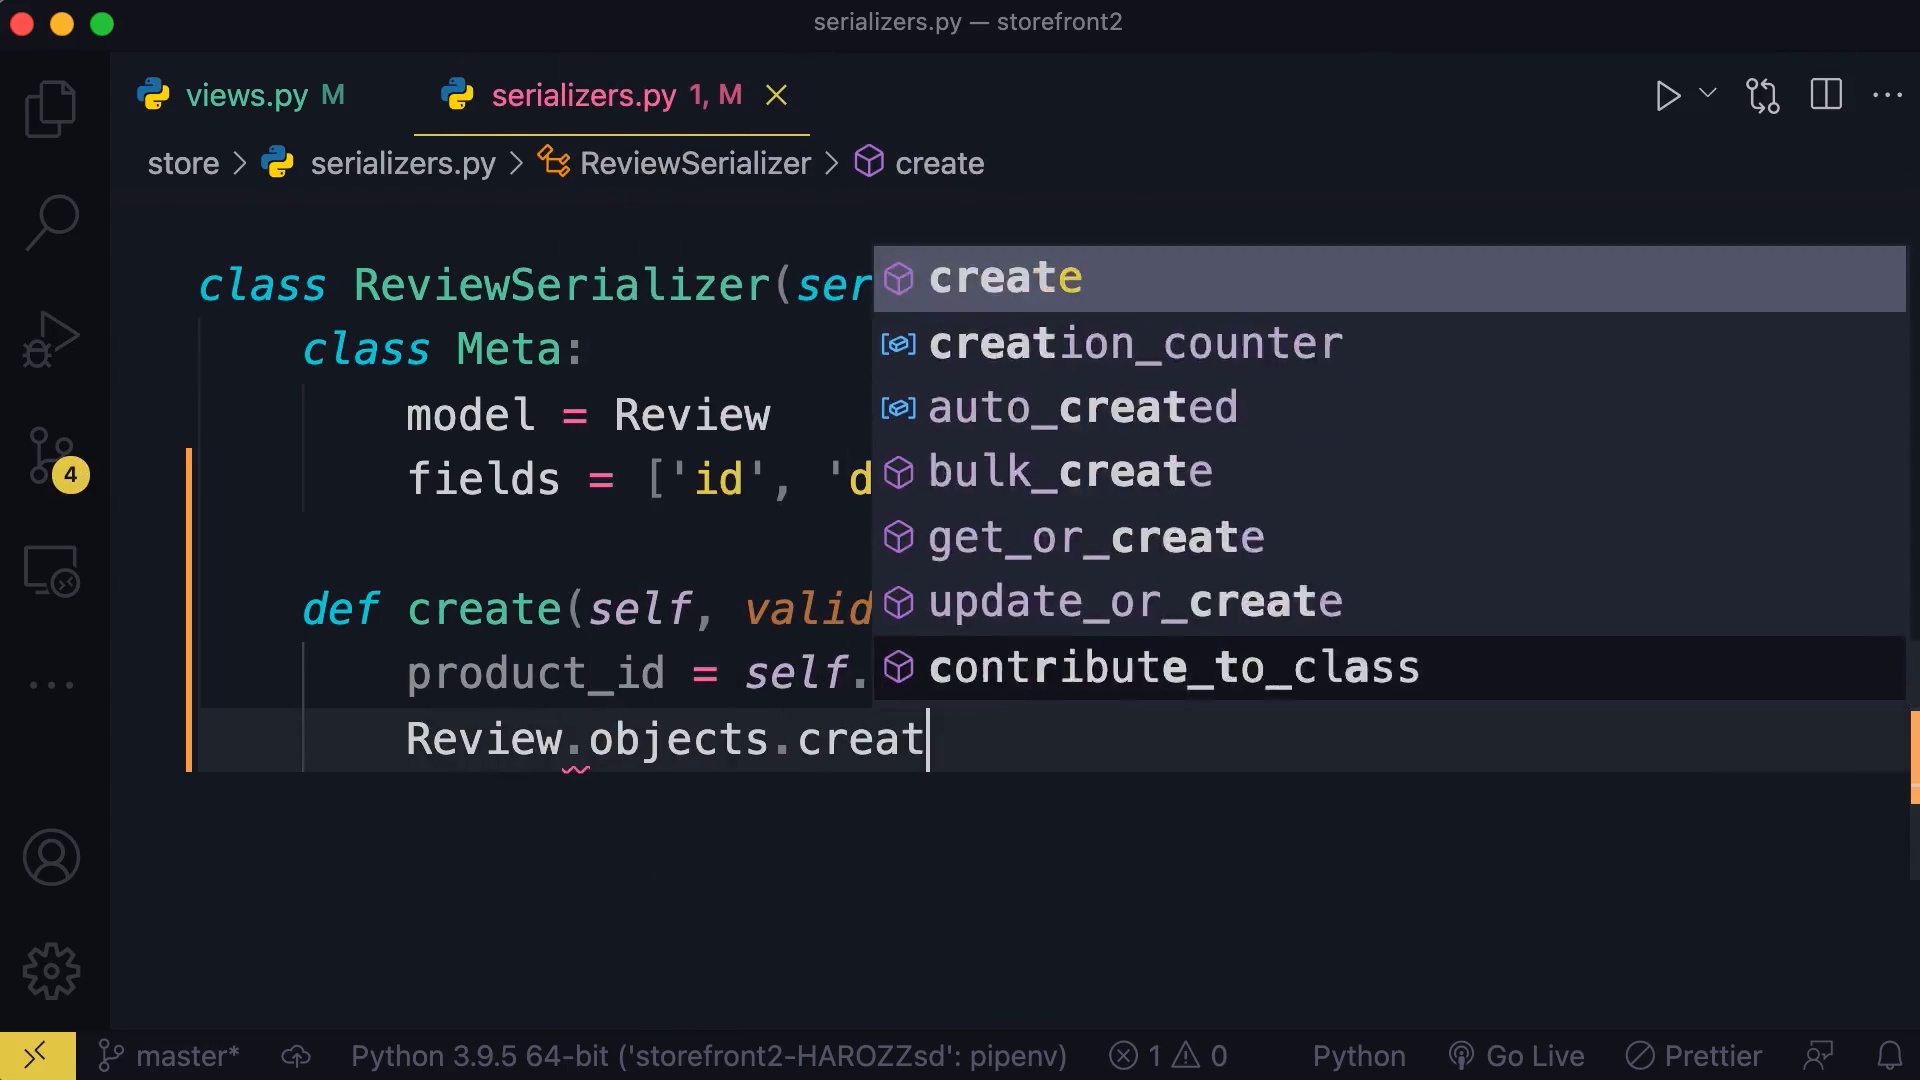 serializers.py — storefront2
views.py M serializers.py 1, M
store > serializers.py > ReviewSerializer > create
class ReviewSerializer(ser
class Meta:
model = Review
fields = ['id', 'd
def create(self, valid
product_id = self.
Review.objects.creat
create
creation_counter
auto_created
bulk_create
get_or_create
update_or_create
contribute_to_class
4
master* Python 3.9.5 64-bit ('storefront2-HAROZZsd': pipenv) 1 0 Python Go Live Prettier